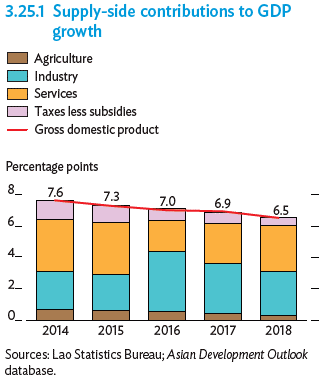 3.25.1 Supply-side contributions to GDP
growth
Agriculture
Industry
Services
Taxes less subsidies
Gross domestic product
Percentage points
8
7.6
7.3
7.0
6.9
6.5
6
4
2
0
2014 2015 2016 2017 2018
Sources: Lao Statistics Bureau; Asian Development Outlook
database.